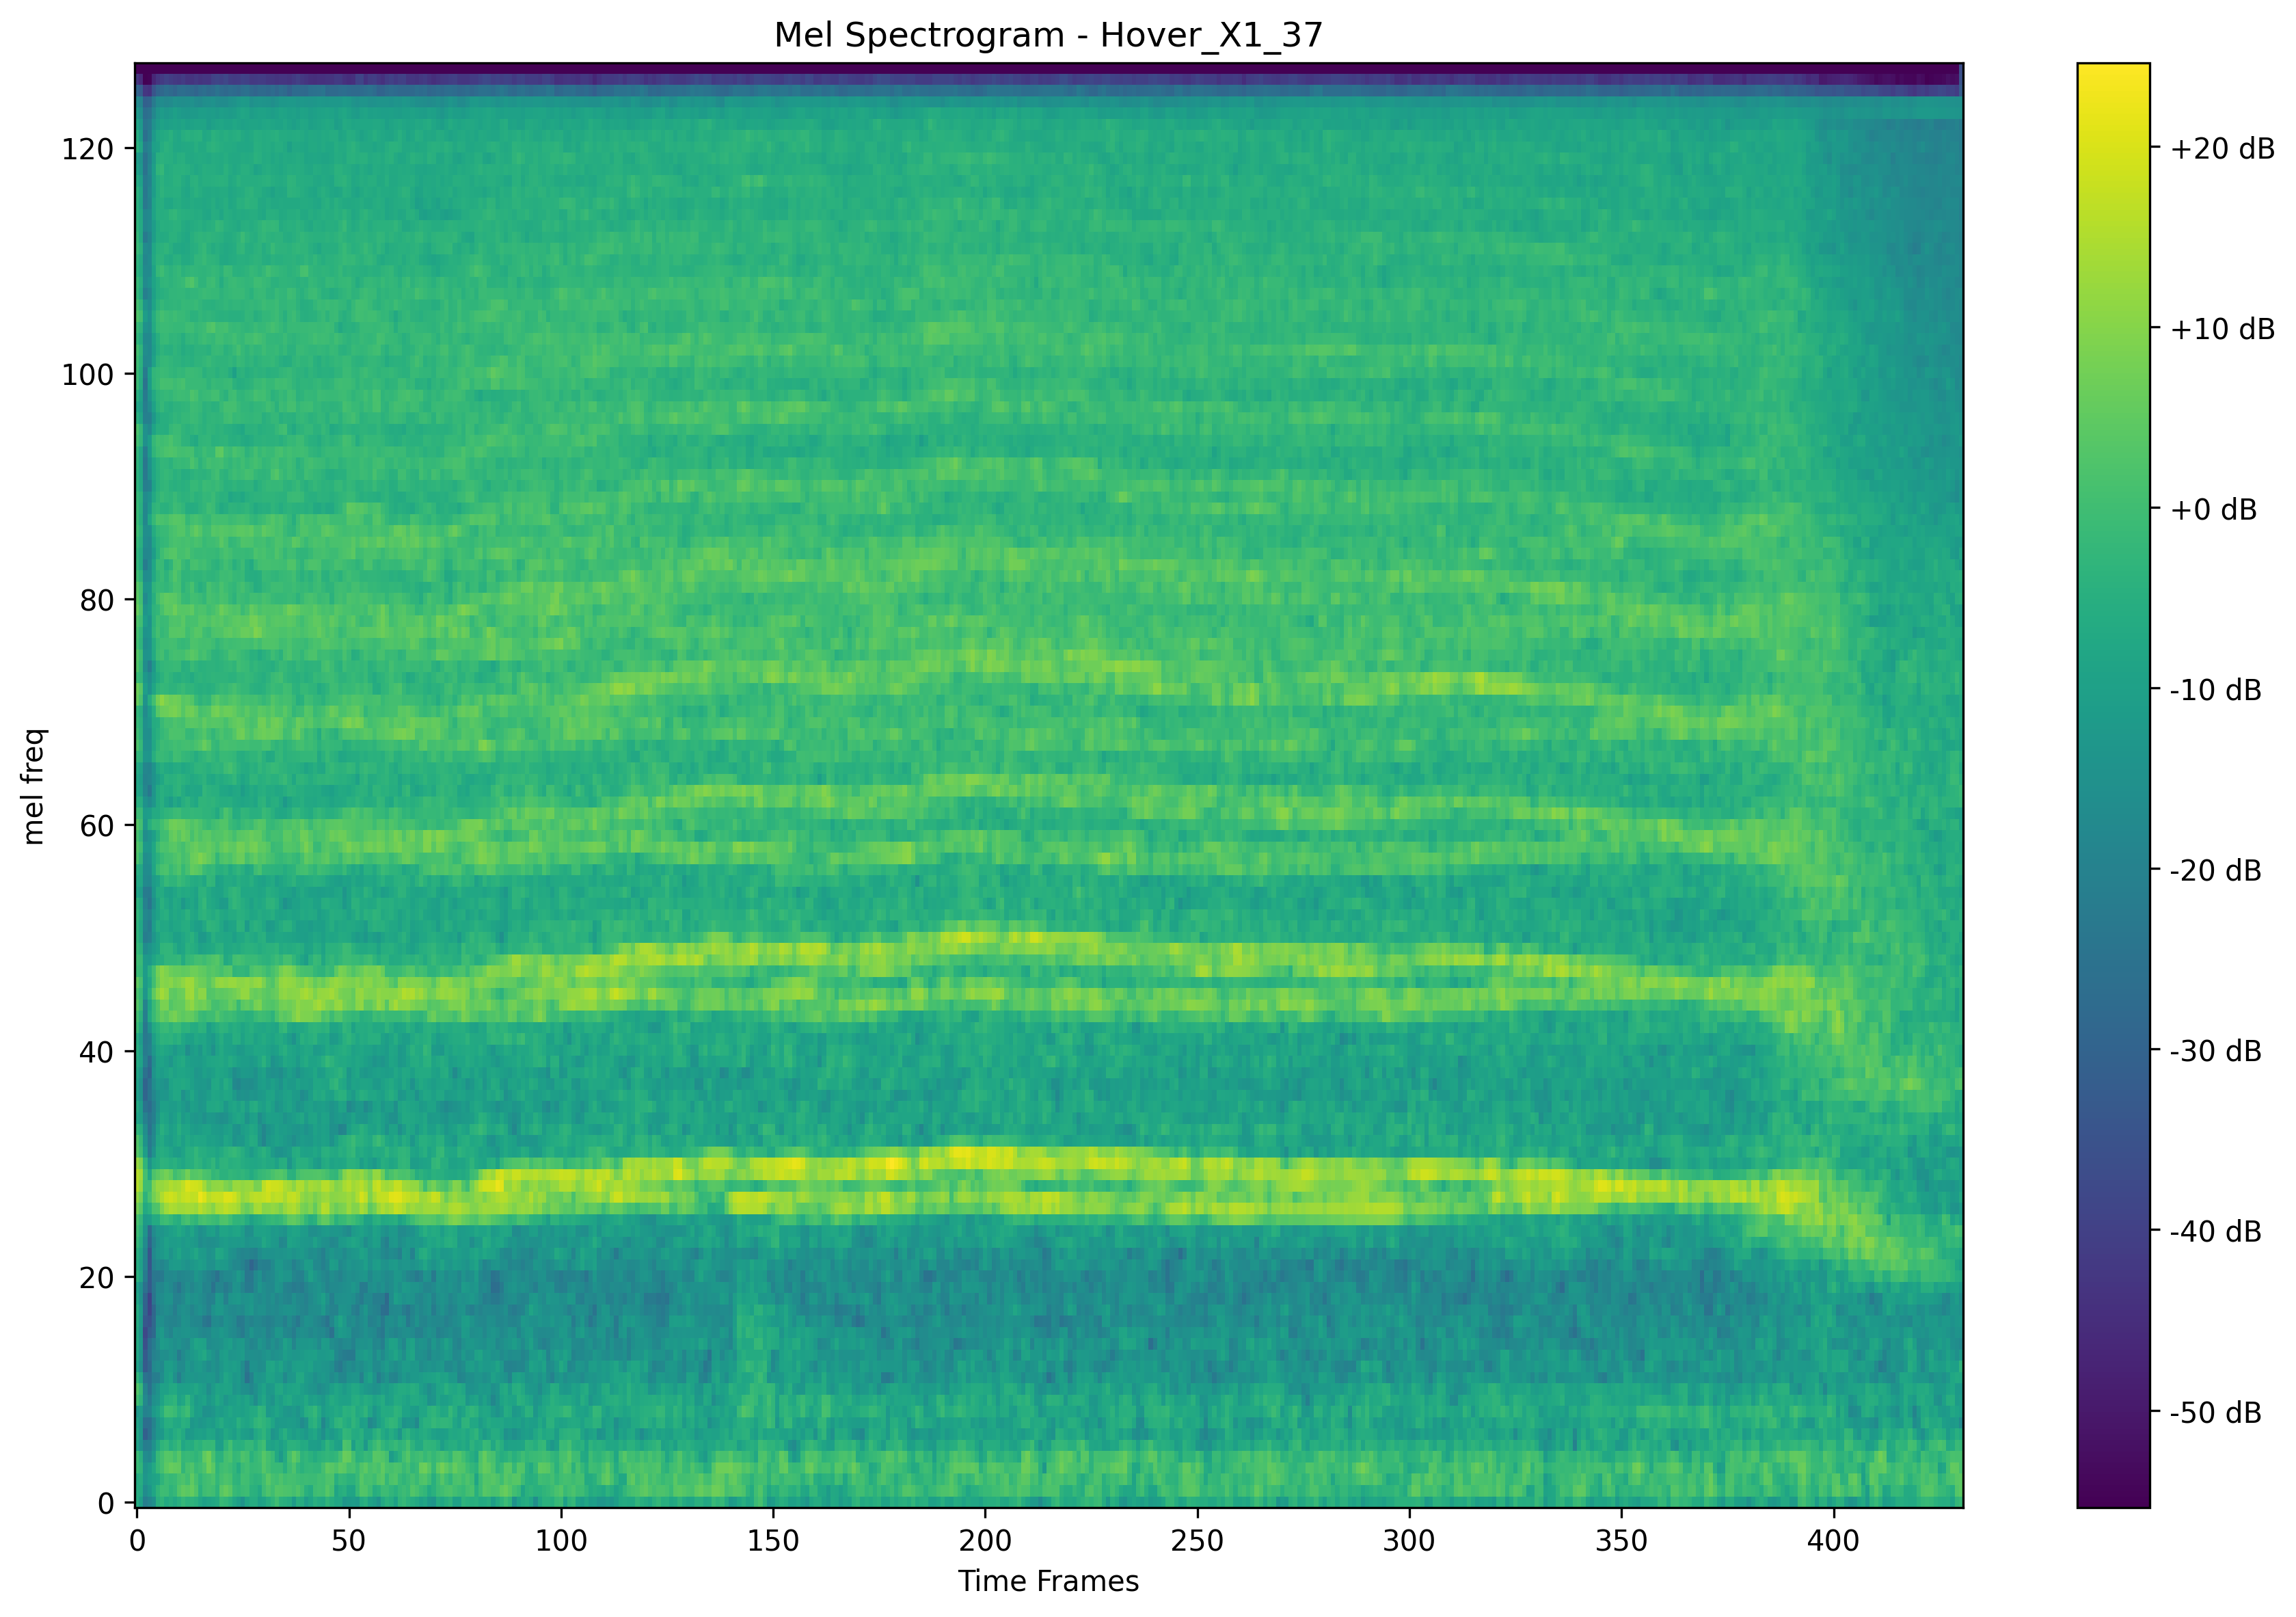 Mel Spectrogram - Hover_X1_37
mel freq
120
100
80
60
40
20
0
0 50 100 150 200 250 300 350 400
Time Frames
+20 dB
+10 dB
+0 dB
-10 dB
-20 dB
-30 dB
-40 dB
-50 dB